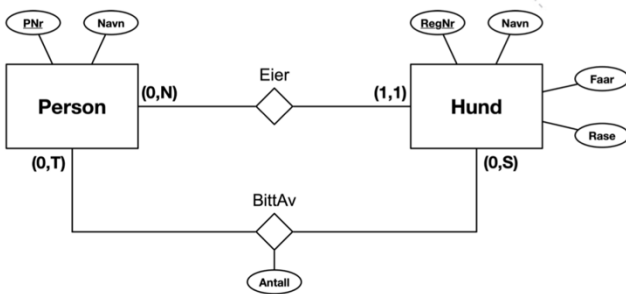 PNr Navn RegNr Navn
Eier
Person (0,N) (1,1) Hund Faar
Rase
(0,T) (0,S)
BittAv
Antall